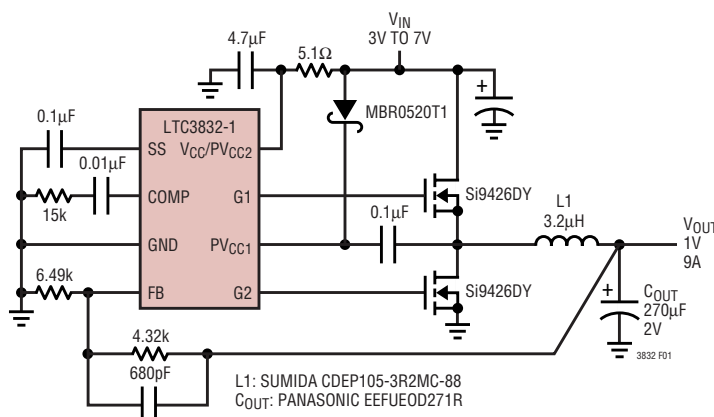 VIN
3V TO 7V
4.7µF
5.1Ω
MBR0520T1
0.1µF
LTC3832-1
SS
VCC/PVCC2
0.01µF
15k
COMP
G1
Si9426DY
0.1µF
L1
3.2µH
VOUT
1V
9A
GND
PVCC1
6.49k
FB
G2
Si9426DY
COUT
270µF
2V
3832 F01
4.32k
680pF
L1: SUMIDA CDEP105-3R2MC-88
COUT: PANASONIC EEFUEOD271R